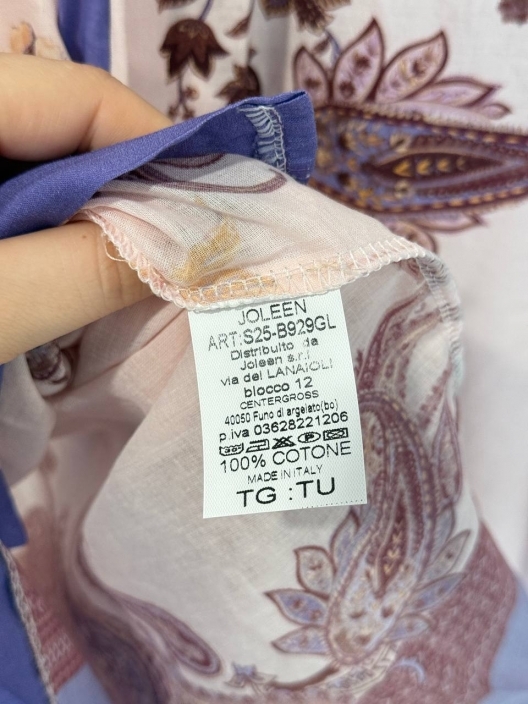 JOLEEN
ART:S25-B929GL
Distribuito da
Joleen s.r.l
via dei LANAIOLI
blocco 12
CENTERGROSS
40050 Funo di argelato(bo)
p.iva 03628221206
100% COTONE
MADE IN ITALY
TG :TU